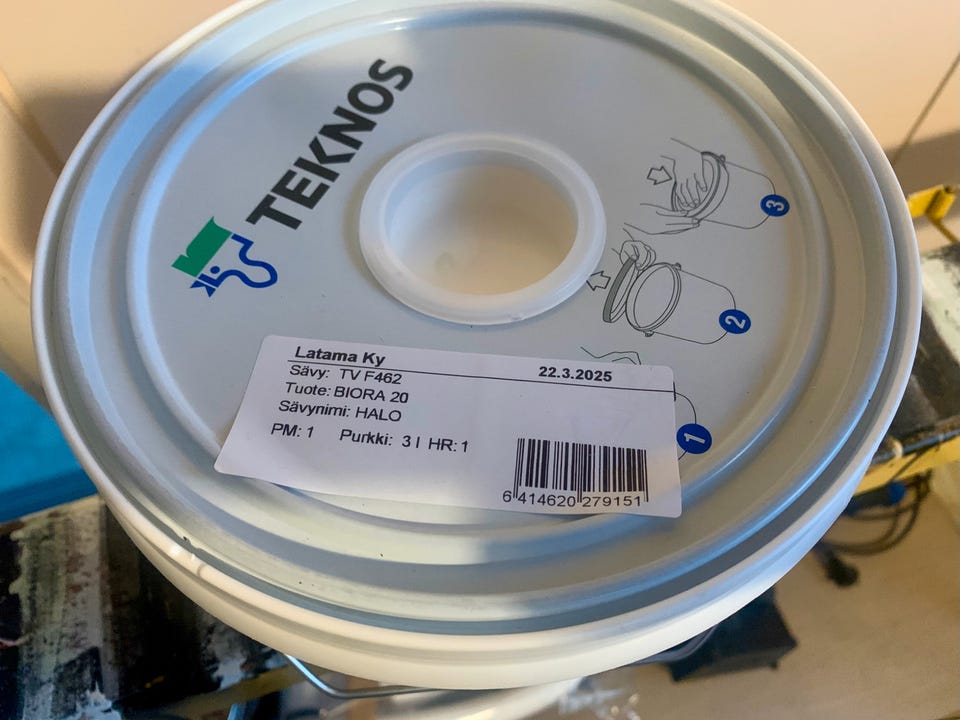 TEKNOS
3
2
1
Latama Ky 22.3.2025
Sävy: TV F462
Tuote: BIORA 20
Sävynimi: HALO
PM: 1 Purkki: 3 l HR: 1
6 414620 279151